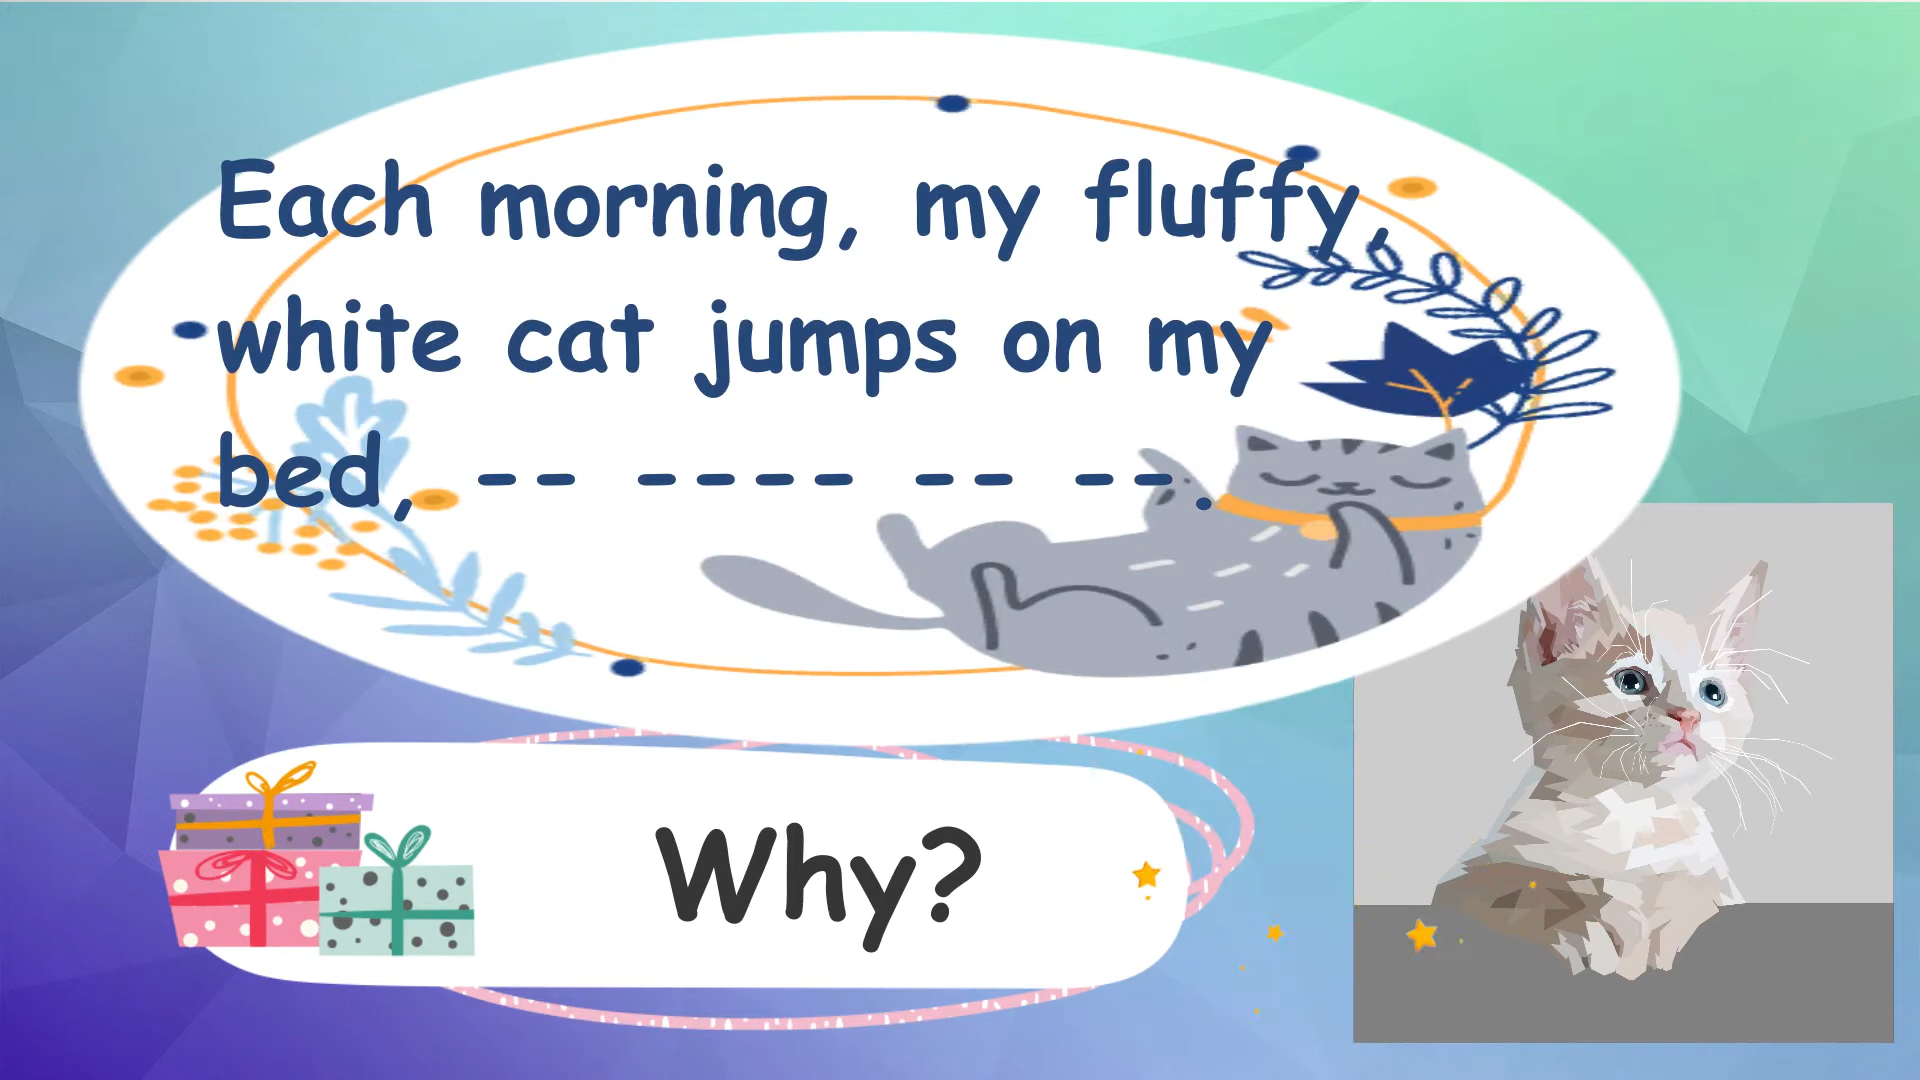 Each morning, my fluffy,
white cat jumps on my
bed, -- ---- -- --.
Why?